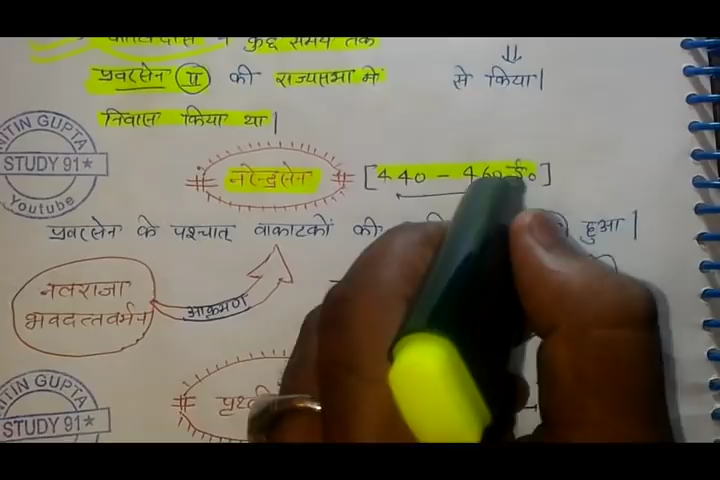 कुछ समय तक
प्रवरसेन II की राज्यसभा में
से किया|
निवास किया था|
NITIN GUPTA
STUDY 91★
Youtube
नरेन्द्रसेन [440 - 460 ई०]
प्रवरसेन के पश्चात् वाकाटकों की हुआ|
नलराजा
भवदत्तवर्मन
आक्रमण
NITIN GUPTA
STUDY 91★